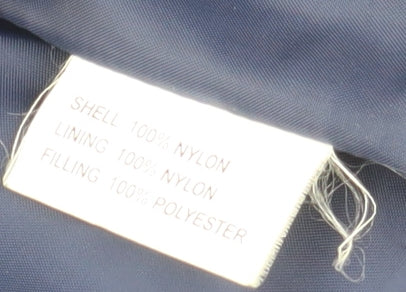 SHELL 100% NYLON
LINING 100% NYLON
FILLING 100% POLYESTER